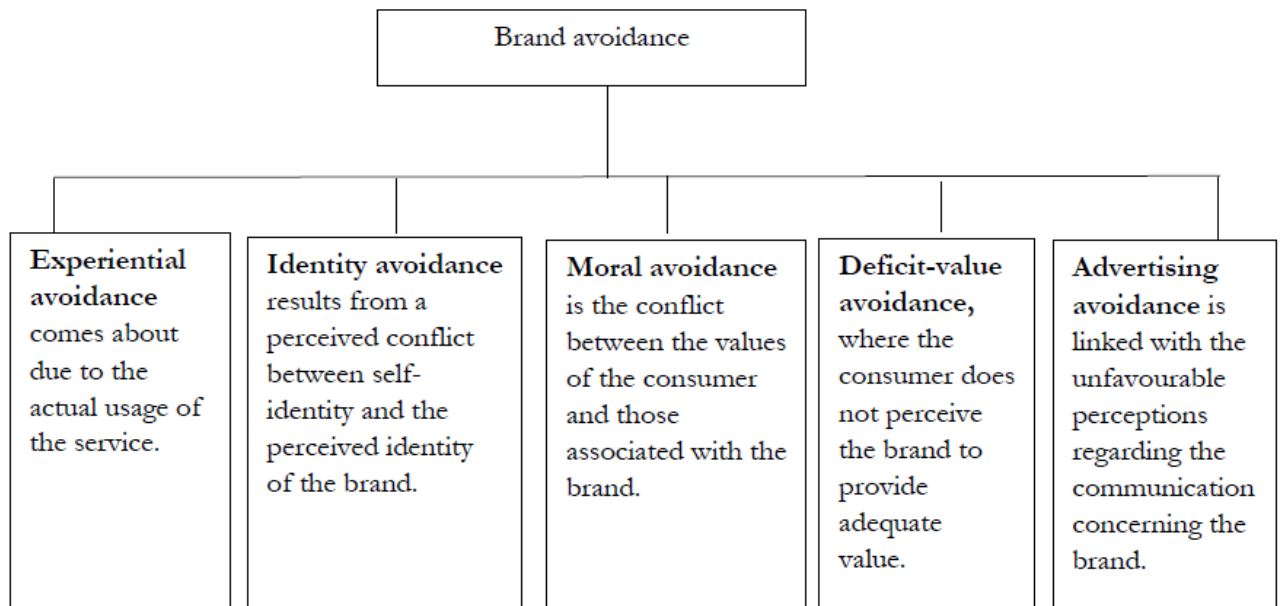 Brand avoidance
Experiential
avoidance
comes about
due to the
actual usage of
the service.
Identity avoidance
results from a
perceived conflict
between self-
identity and the
perceived identity
of the brand.
Moral avoidance
is the conflict
between the values
of the consumer
and those
associated with the
brand.
Deficit-value
avoidance,
where the
consumer does
not perceive
the brand to
provide
adequate
value.
Advertising
avoidance is
linked with the
unfavourable
perceptions
regarding the
communication
concerning the
brand.